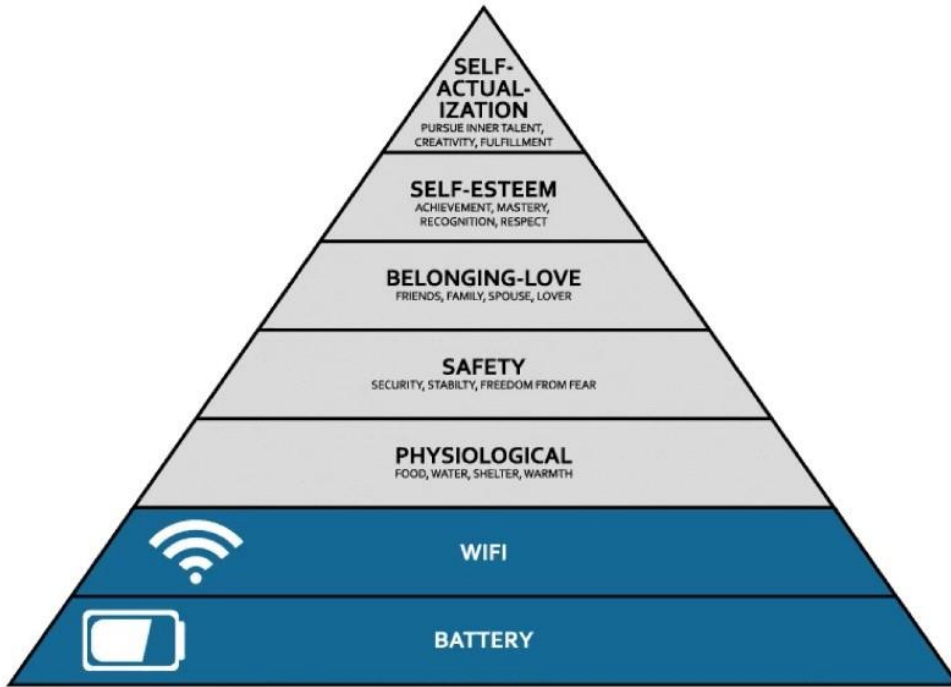 SELF-
ACTUAL-
IZATION
PURSUE INNER TALENT,
CREATIVITY, FULFILLMENT
SELF-ESTEEM
ACHIEVEMENT, MASTERY,
RECOGNITION, RESPECT
BELONGING-LOVE
FRIENDS, FAMILY, SPOUSE, LOVER
SAFETY
SECURITY, STABILTY, FREEDOM FROM FEAR
PHYSIOLOGICAL
FOOD, WATER, SHELTER, WARMTH
WIFI
BATTERY